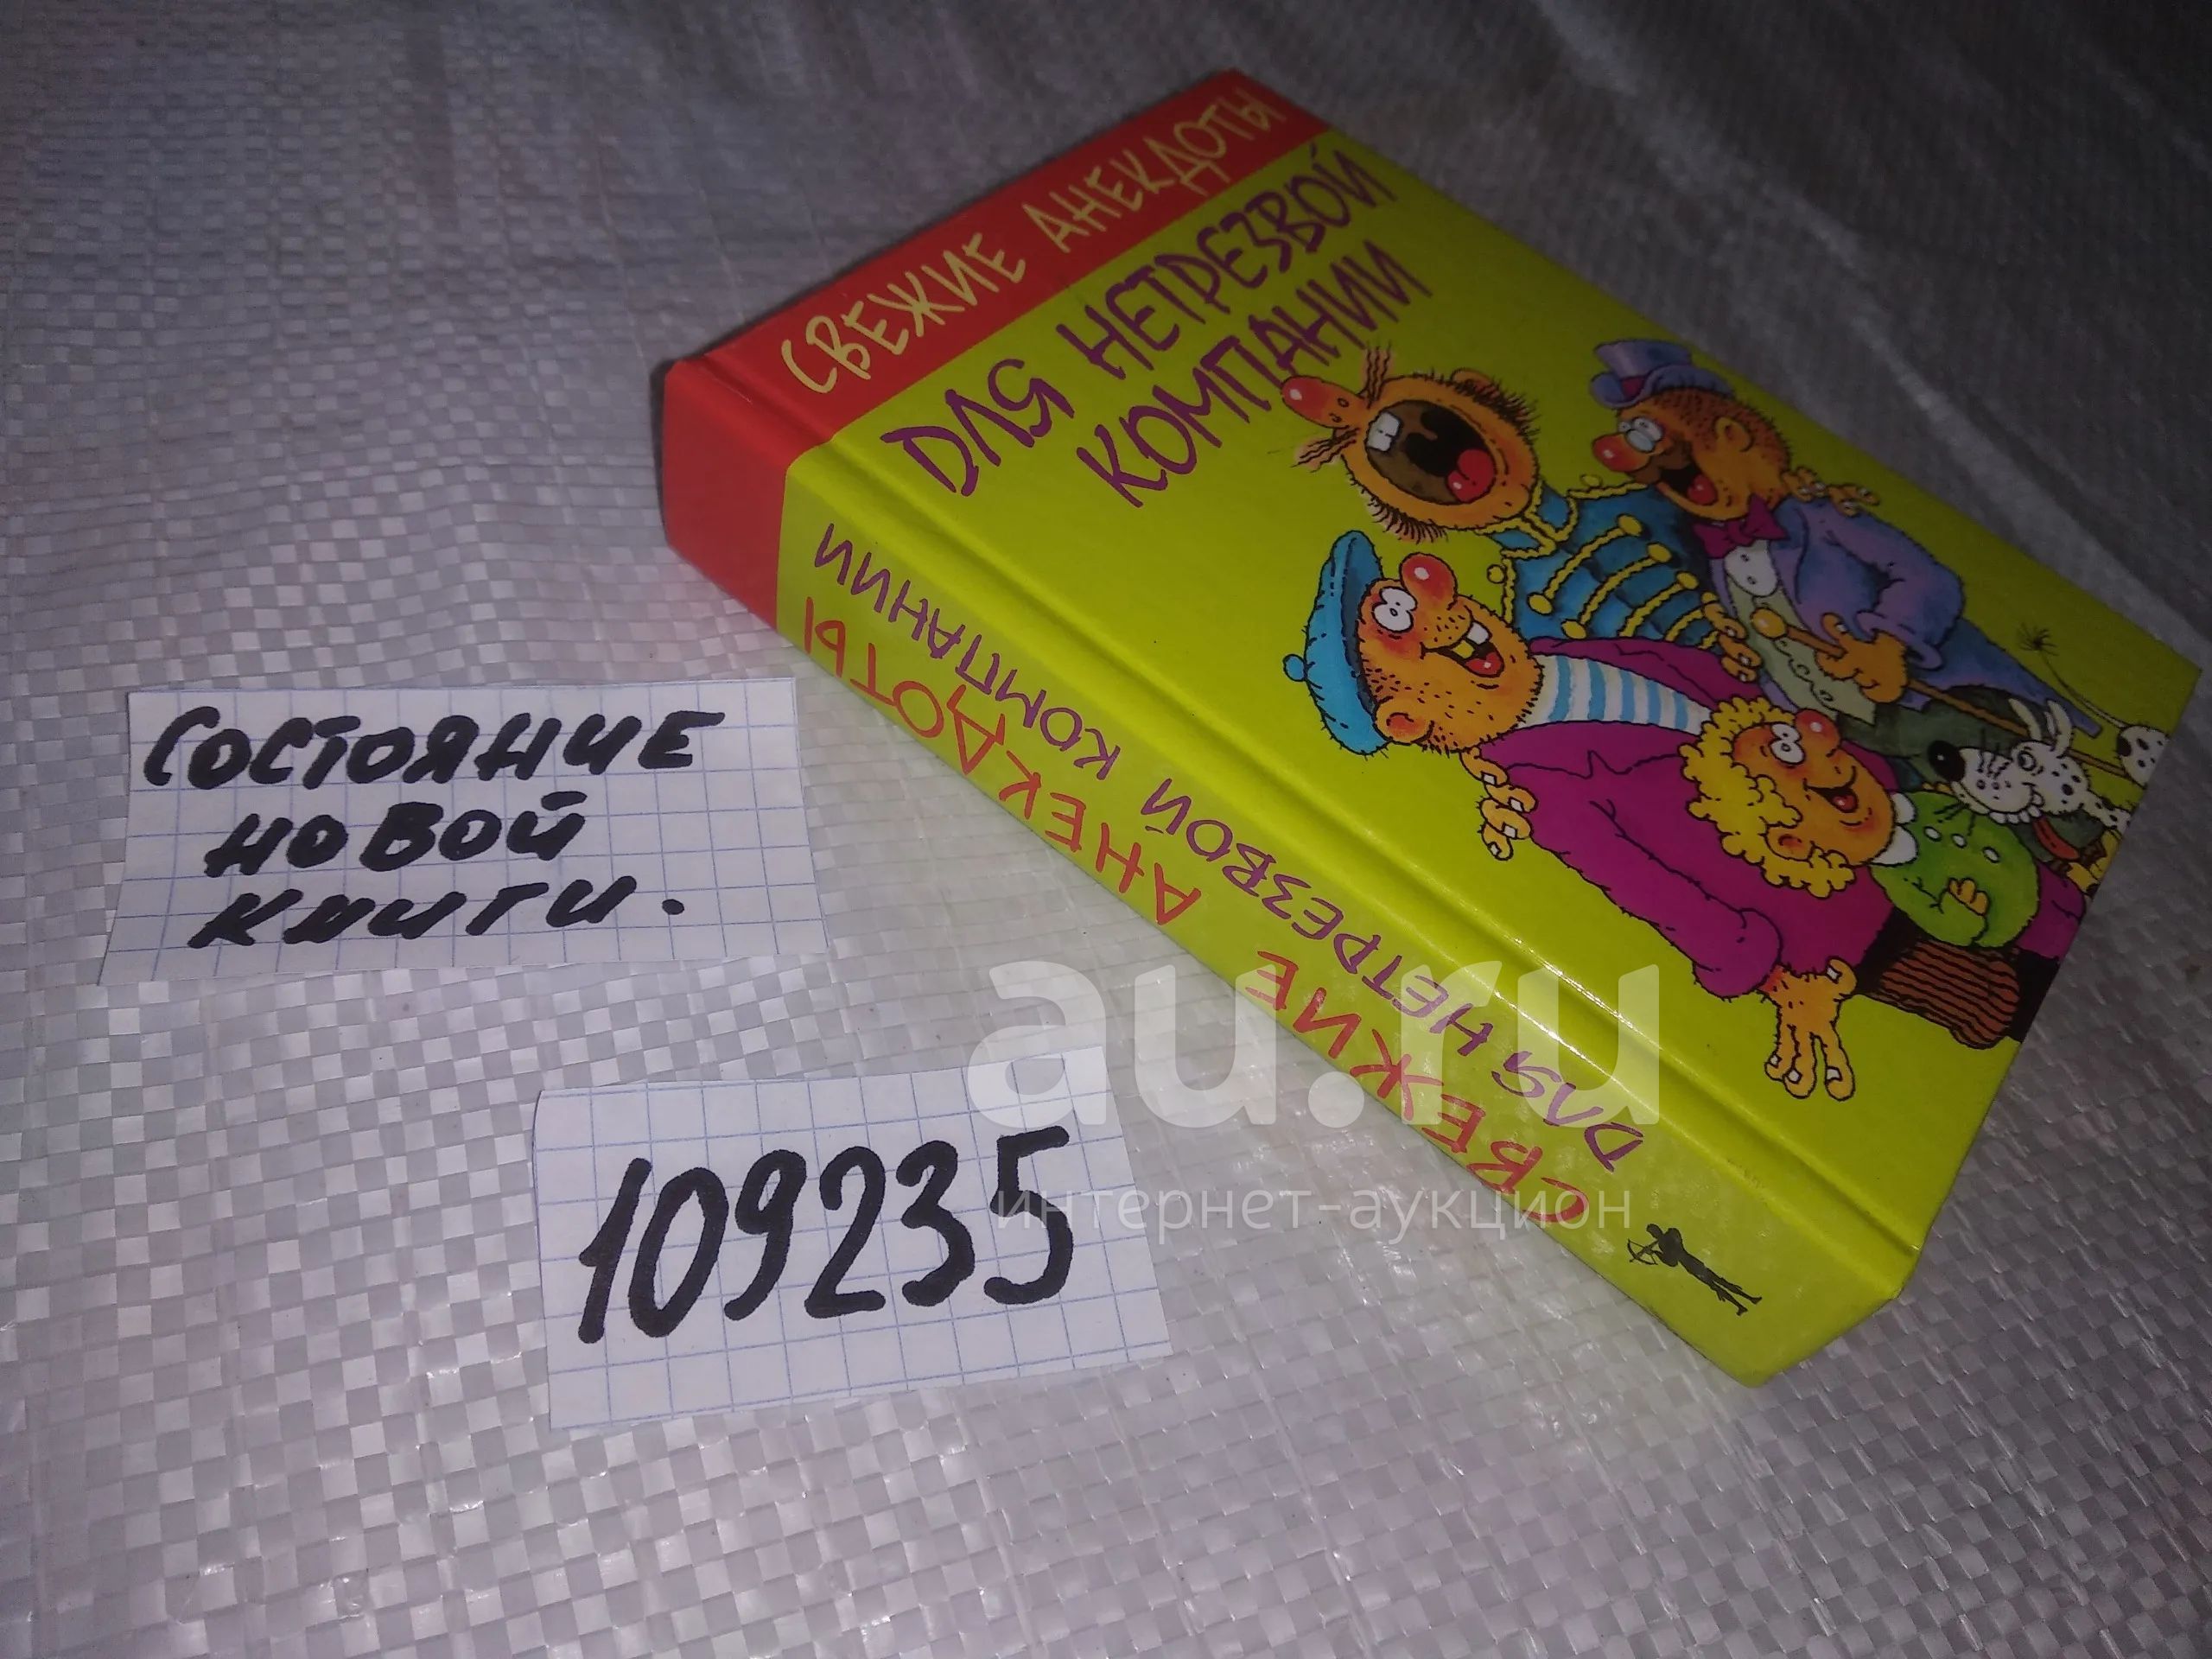 СВЕЖИЕ АНЕКДОТЫ
ДЛЯ НЕТРЕЗВОЙ
КОМПАНИИ
СВЕЖИЕ АНЕКДОТЫ
ДЛЯ НЕТРЕЗВОЙ КОМПАНИИ
СОСТОЯНИЕ
НОВОЙ
КНИГИ.
109235
au.ru
интернет-аукцион